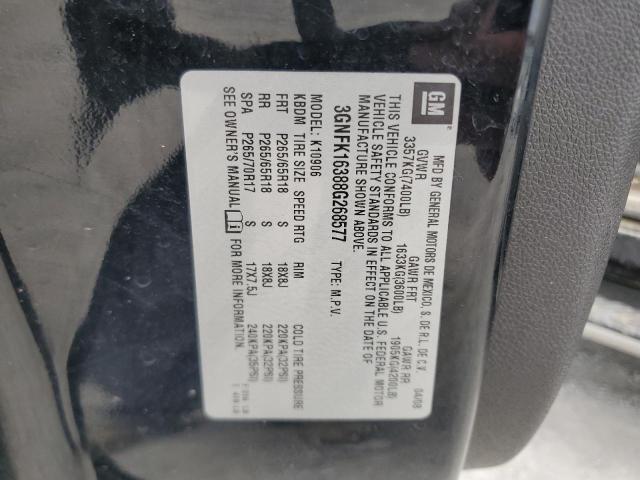 GM
MFD BY GENERAL MOTORS DE MEXICO, S. DE R.L. DE C.V. 04/08
GVWR GAWR FRT GAWR RR
3357KG(7400LB) 1633KG(3600LB) 1905KG(4200LB)
THIS VEHICLE CONFORMS TO ALL APPLICABLE U.S. FEDERAL MOTOR
VEHICLE SAFETY STANDARDS IN EFFECT ON THE DATE OF
MANUFACTURE SHOWN ABOVE.
3GNFK16338G268577 TYPE: M.P.V.
MODEL: K10906
KBDM TIRE SIZE SPEED RTG RIM COLD TIRE PRESSURE
FRT P265/65R18 S 18X8J 220KPA(32PSI)
RR P265/65R18 S 18X8J 220KPA(32PSI)
SPA P265/70R17 S 17X7.5J 240KPA(35PSI)
SEE OWNER'S MANUAL FOR MORE INFORMATION.